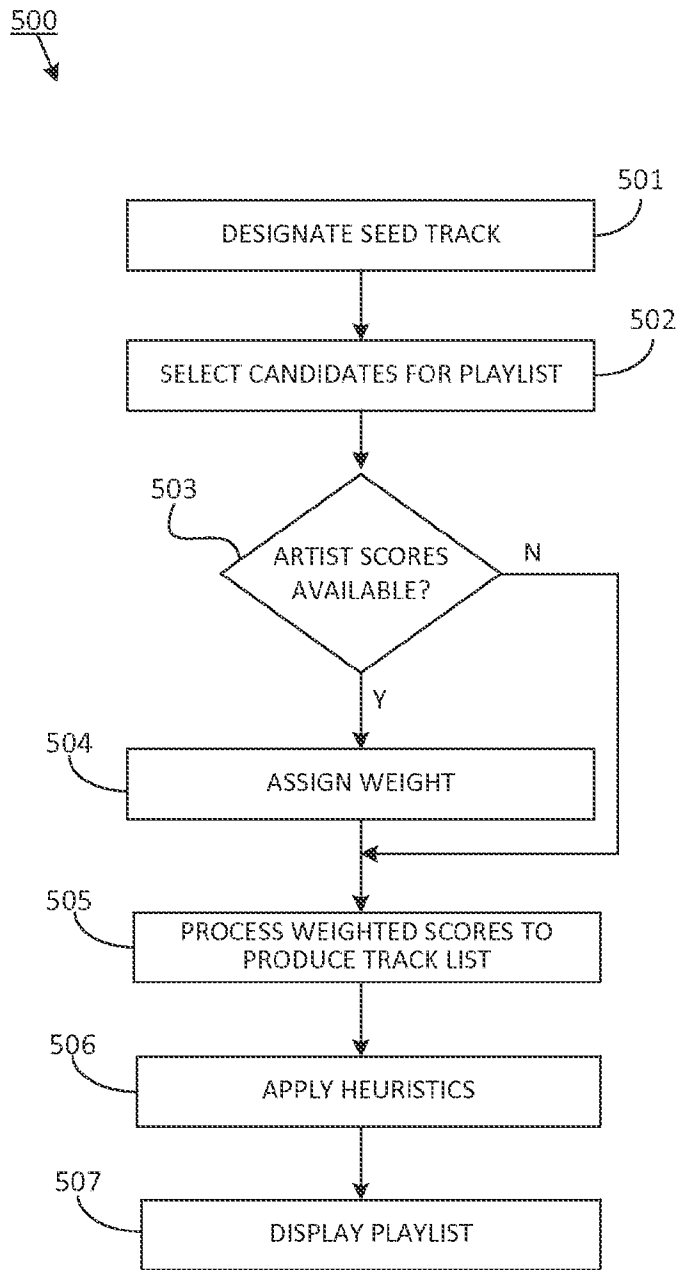 500
501
DESIGNATE SEED TRACK
502
SELECT CANDIDATES FOR PLAYLIST
503
ARTIST SCORES
AVAILABLE?
N
Y
504
ASSIGN WEIGHT
505
PROCESS WEIGHTED SCORES TO
PRODUCE TRACK LIST
506
APPLY HEURISTICS
507
DISPLAY PLAYLIST